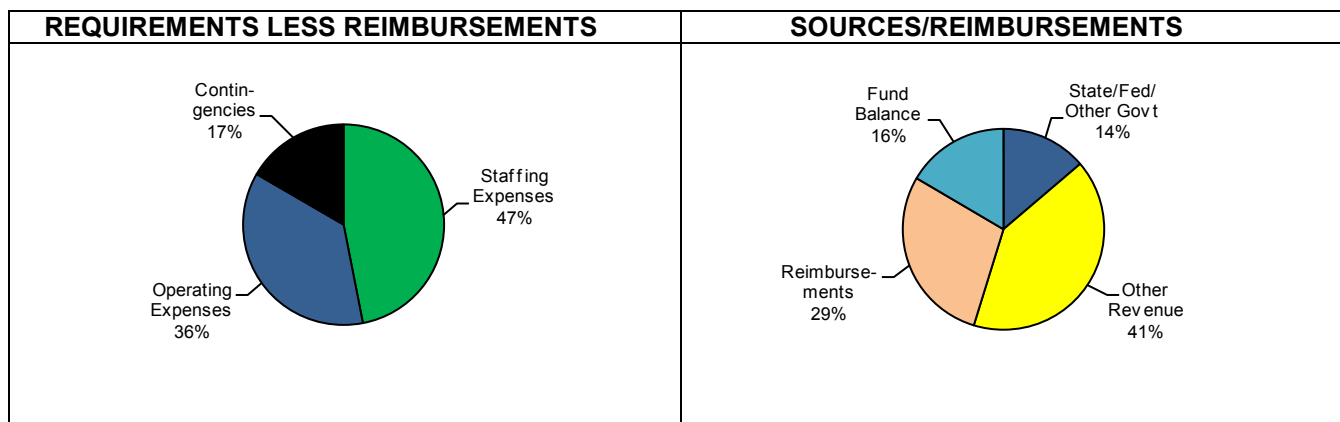 REQUIREMENTS LESS REIMBURSEMENTS
Contin-
gencies
17%
Staffing
Expenses
47%
Operating
Expenses
36%
SOURCES/REIMBURSEMENTS
Fund
Balance
16%
State/Fed/
Other Govt
14%
Reimburse-
ments
29%
Other
Revenue
41%